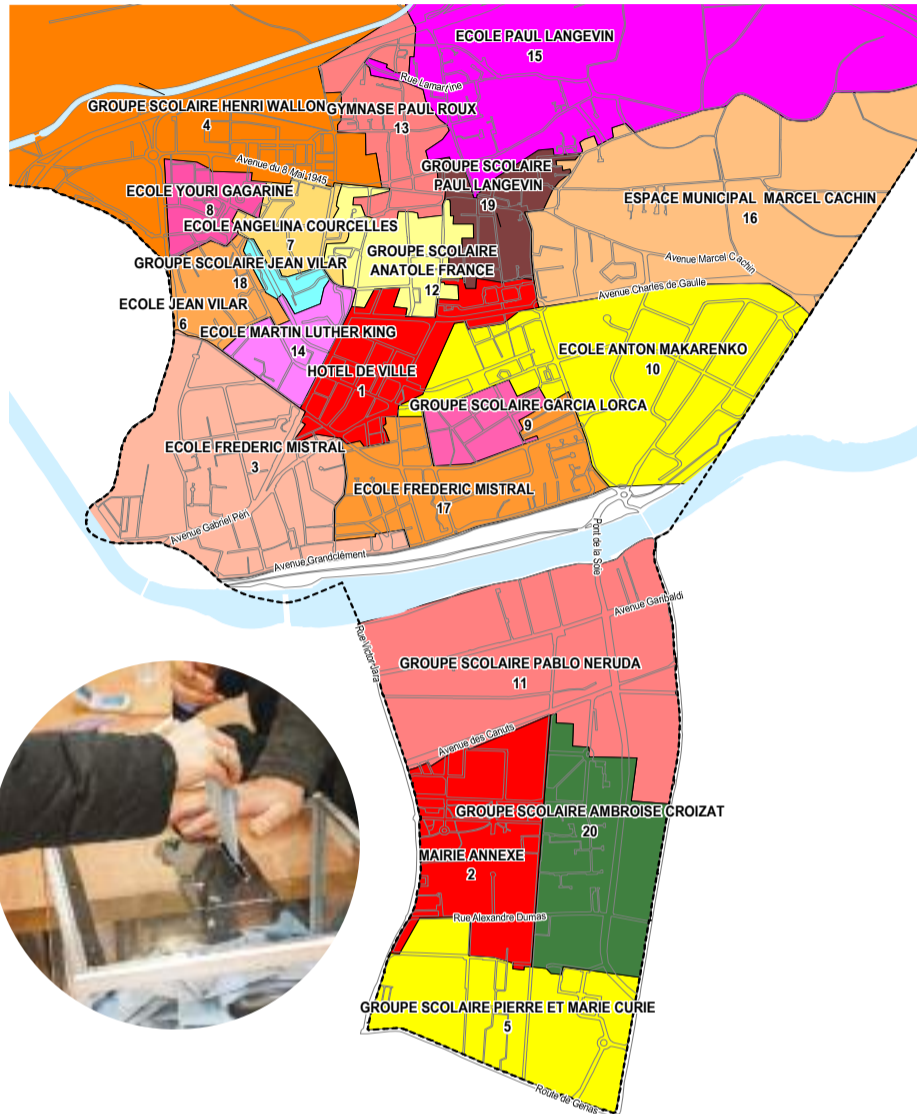 ECOLE PAUL LANGEVIN
15
Rue Lamartine
GROUPE SCOLAIRE HENRI WALLON
4
GYMNASE PAUL ROUX
13
Avenue du 8 Mai 1945
GROUPE SCOLAIRE
PAUL LANGEVIN
19
ECOLE YOURI GAGARINE
8
ESPACE MUNICIPAL MARCEL CACHIN
16
ECOLE ANGELINA COURCELLES
7
GROUPE SCOLAIRE
ANATOLE FRANCE
12
Avenue Marcel Cachin
GROUPE SCOLAIRE JEAN VILAR
18
Avenue Charles de Gaulle
ECOLE JEAN VILAR
6
ECOLE MARTIN LUTHER KING
14
ECOLE ANTON MAKARENKO
10
HOTEL DE VILLE
1
GROUPE SCOLAIRE GARCIA LORCA
9
ECOLE FREDERIC MISTRAL
3
ECOLE FREDERIC MISTRAL
17
Avenue Gabriel Péri
Avenue Grandclément
Pont de la Soie
Avenue Garibaldi
Rue Victor Jara
GROUPE SCOLAIRE PABLO NERUDA
11
Avenue des Canuts
GROUPE SCOLAIRE AMBROISE CROIZAT
20
MAIRIE ANNEXE
2
Rue Alexandre Dumas
GROUPE SCOLAIRE PIERRE ET MARIE CURIE
5
Route de Genas